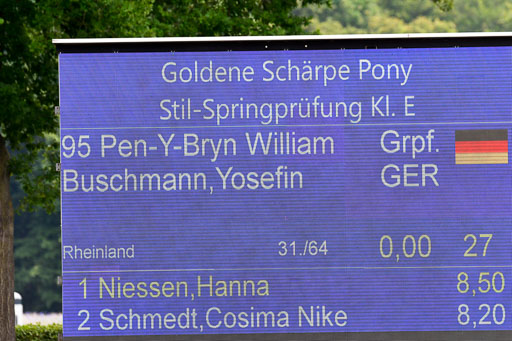 Goldene Schärpe Pony
Stil-Springprüfung Kl. E
95 Pen-Y-Bryn William Grpf.
Buschmann,Yosefin GER
Rheinland 31./64 0,00 27
1 Niessen,Hanna 8,50
2 Schmedt,Cosima Nike 8,20